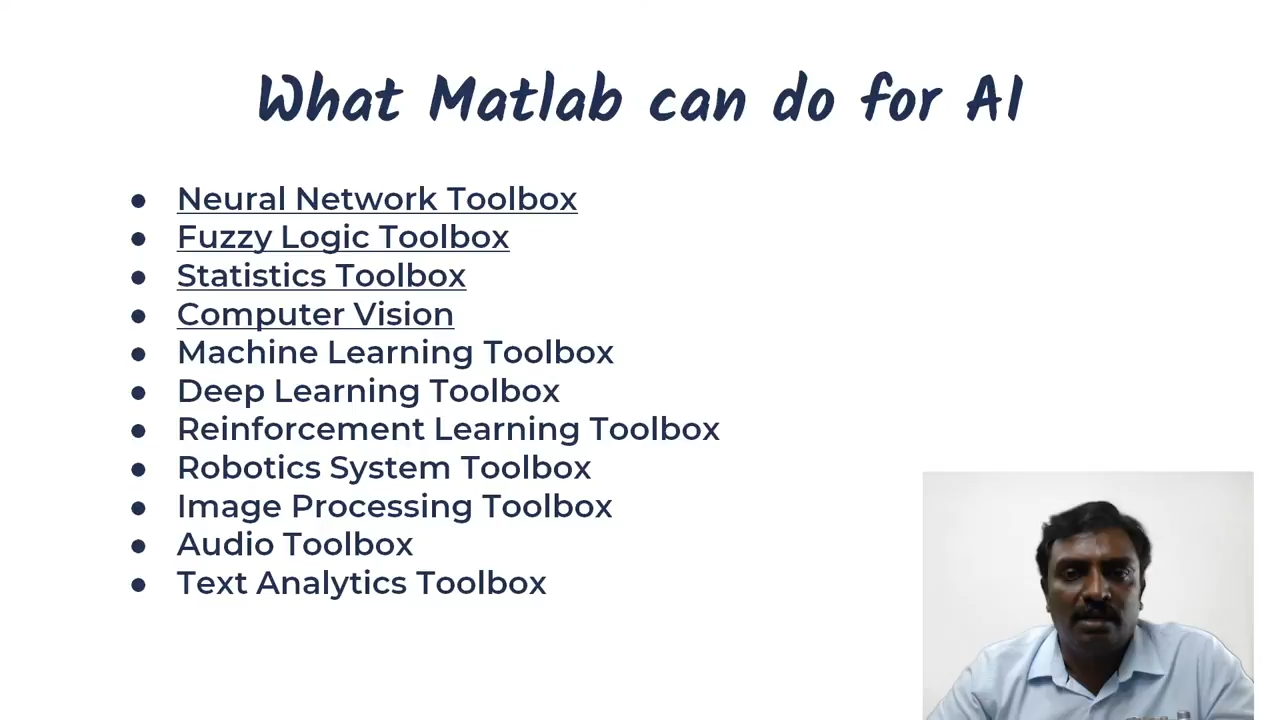 What Matlab can do for AI
● Neural Network Toolbox
● Fuzzy Logic Toolbox
● Statistics Toolbox
● Computer Vision
● Machine Learning Toolbox
● Deep Learning Toolbox
● Reinforcement Learning Toolbox
● Robotics System Toolbox
● Image Processing Toolbox
● Audio Toolbox
● Text Analytics Toolbox